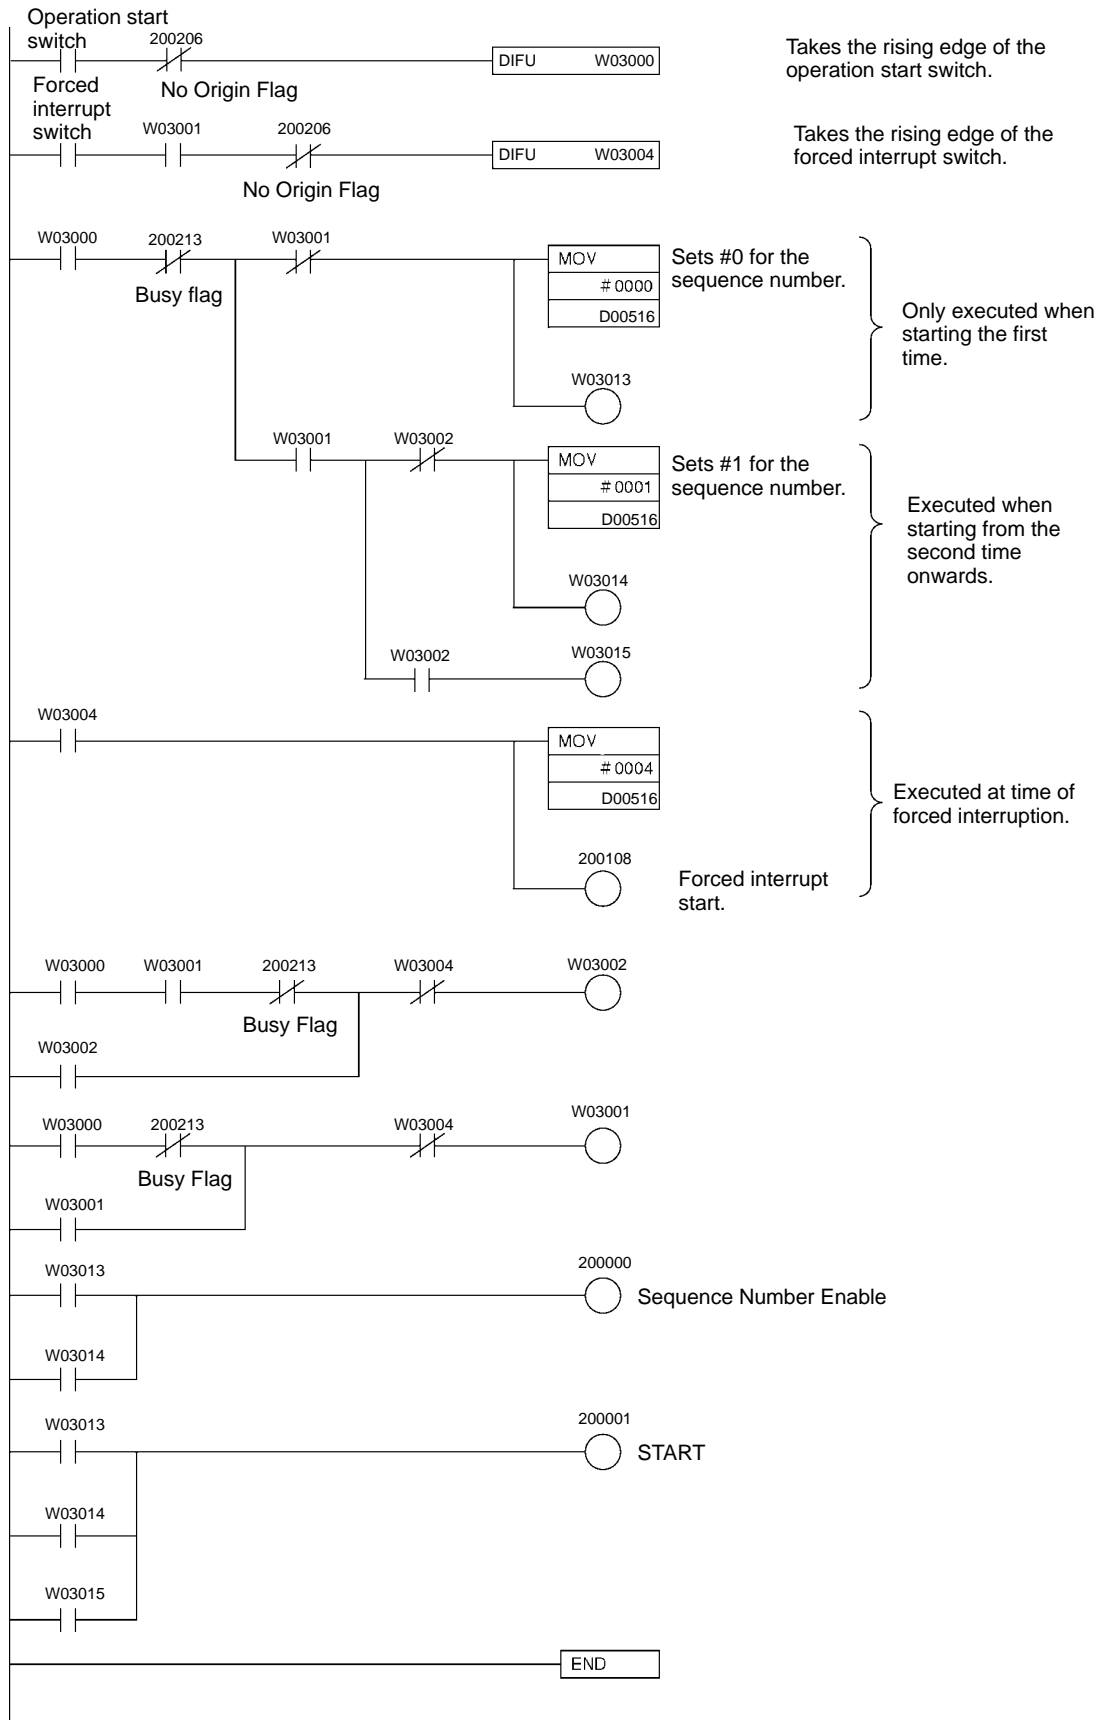 Operation start
switch
200206
DIFU W03000
Takes the rising edge of the
operation start switch.
No Origin Flag
Forced
interrupt
switch
W03001
200206
DIFU W03004
Takes the rising edge of the
forced interrupt switch.
No Origin Flag
W03000
200213
W03001
Busy flag
MOV
#0000
D00516
Sets #0 for the
sequence number.
Only executed when
starting the first
time.
W03013
W03001
W03002
MOV
#0001
D00516
Sets #1 for the
sequence number.
Executed when
starting from the
second time
onwards.
W03014
W03002
W03015
W03004
MOV
#0004
D00516
Executed at time of
forced interruption.
200108
Forced interrupt
start.
W03000
W03001
200213
W03004
W03002
Busy Flag
W03002
W03000
200213
W03004
W03001
Busy Flag
W03001
W03013
200000
Sequence Number Enable
W03014
W03013
200001
START
W03014
W03015
END